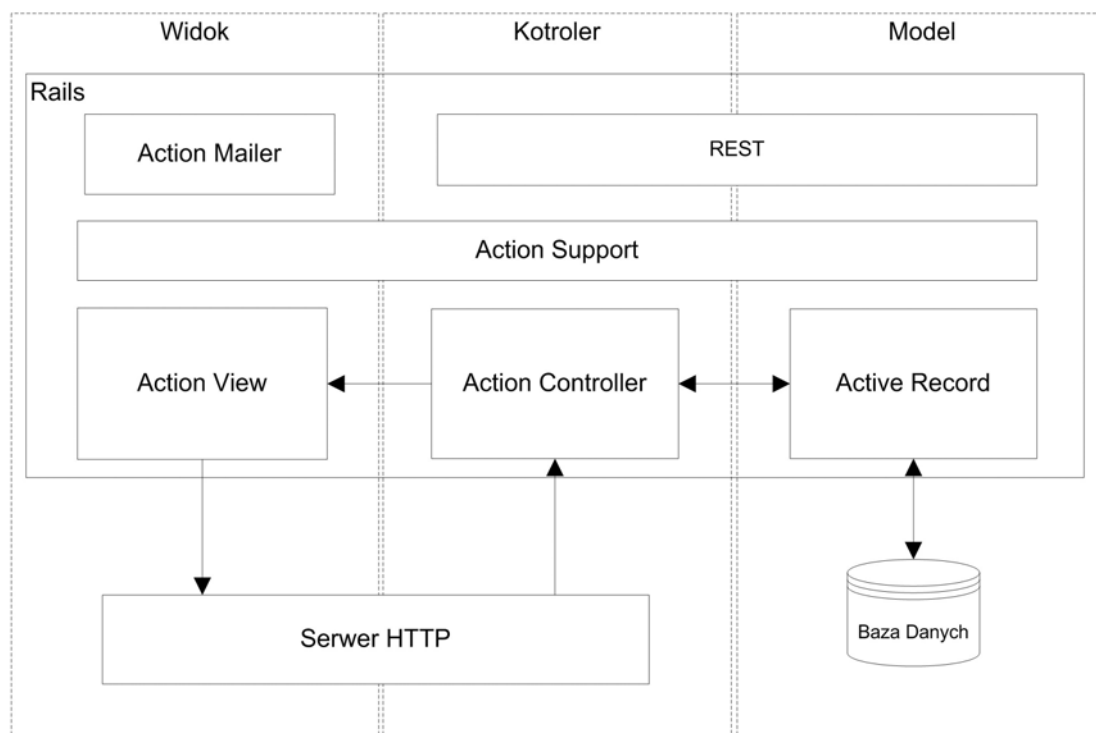 Widok
Kotroler
Model
Rails
Action Mailer
REST
Action Support
Action View
Action Controller
Active Record
Serwer HTTP
Baza Danych